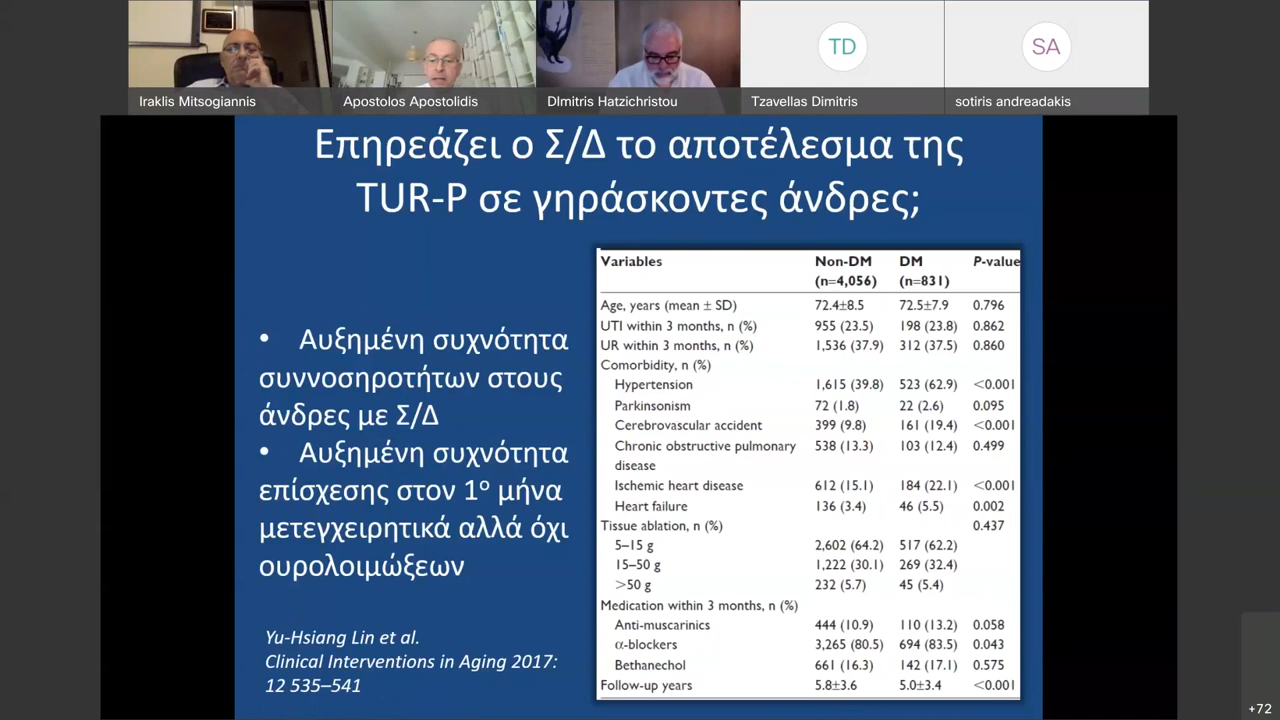 TD
SA
Iraklis Mitsogiannis
Apostolos Apostolidis
DImitris Hatzichristou
Tzavellas Dimitris
sotiris andreadakis
Επηρεάζει ο Σ/Δ το αποτέλεσμα της
TUR-P σε γηράσκοντες άνδρες;
• Αυξημένη συχνότητα
συννοσηροτήτων στους
άνδρες με Σ/Δ
• Αυξημένη συχνότητα
επίσχεσης στον 1ο μήνα
μετεγχειρητικά αλλά όχι
ουρολοιμώξεων
Yu-Hsiang Lin et al.
Clinical Interventions in Aging 2017:
12 535–541
Variables Non-DM DM P-value
(n=4,056) (n=831)
Age, years (mean ± SD) 72.4±8.5 72.5±7.9 0.796
UTI within 3 months, n (%) 955 (23.5) 198 (23.8) 0.862
UR within 3 months, n (%) 1,536 (37.9) 312 (37.5) 0.860
Comorbidity, n (%)
Hypertension 1,615 (39.8) 523 (62.9) <0.001
Parkinsonism 72 (1.8) 22 (2.6) 0.095
Cerebrovascular accident 399 (9.8) 161 (19.4) <0.001
Chronic obstructive pulmonary 538 (13.3) 103 (12.4) 0.499
disease
Ischemic heart disease 612 (15.1) 184 (22.1) <0.001
Heart failure 136 (3.4) 46 (5.5) 0.002
Tissue ablation, n (%) 0.437
5–15 g 2,602 (64.2) 517 (62.2)
15–50 g 1,222 (30.1) 269 (32.4)
>50 g 232 (5.7) 45 (5.4)
Medication within 3 months, n (%)
Anti-muscarinics 444 (10.9) 110 (13.2) 0.058
α-blockers 3,265 (80.5) 694 (83.5) 0.043
Bethanechol 661 (16.3) 142 (17.1) 0.575
Follow-up years 5.8±3.6 5.0±3.4 <0.001
+72